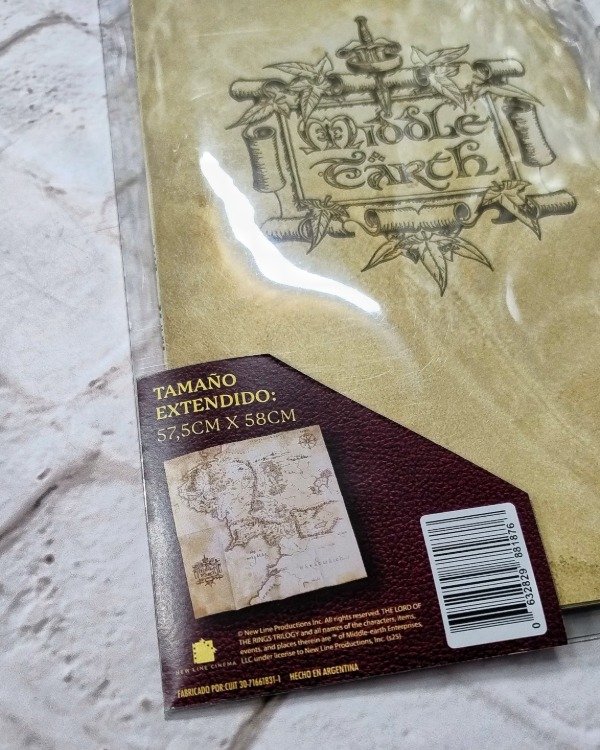 MIDDLE
EARTH
TAMAÑO
EXTENDIDO:
57,5CM X 58CM
NEW LINE CINEMA
© New Line Productions Inc. All rights reserved. THE LORD OF
THE RINGS TRILOGY and all names of the characters, items,
events, and places therein are ™ of Middle-earth Enterprises,
LLC under license to New Line Productions, Inc. (s25)
FABRICADO POR:CUIT 30-71661831-1 HECHO EN ARGENTINA
0 632829 881876